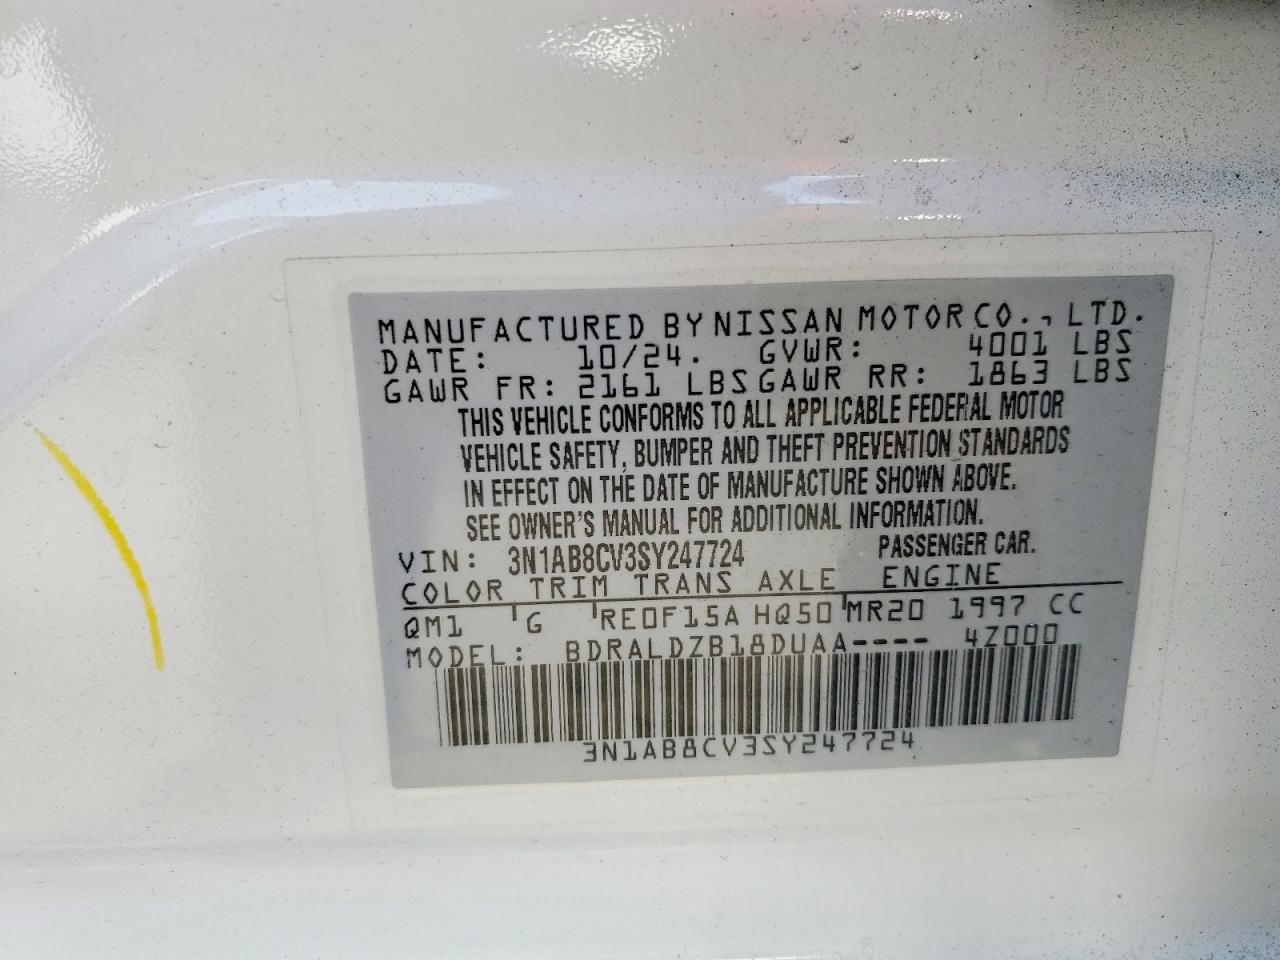 MANUFACTURED BY NISSAN MOTOR CO., LTD.
DATE: 10/24. GVWR: 4001 LBS
GAWR FR: 2161 LBS GAWR RR: 1863 LBS
THIS VEHICLE CONFORMS TO ALL APPLICABLE FEDERAL MOTOR
VEHICLE SAFETY, BUMPER AND THEFT PREVENTION STANDARDS
IN EFFECT ON THE DATE OF MANUFACTURE SHOWN ABOVE.
SEE OWNER'S MANUAL FOR ADDITIONAL INFORMATION.
VIN: 3N1AB8CV3SY247724 PASSENGER CAR.
COLOR TRIM TRANS AXLE ENGINE
QM1 G RE0F15A HQ50 MR20 1997 CC
MODEL: BDRALDZB18DUAA---- 4Z000
3N1AB8CV3SY247724